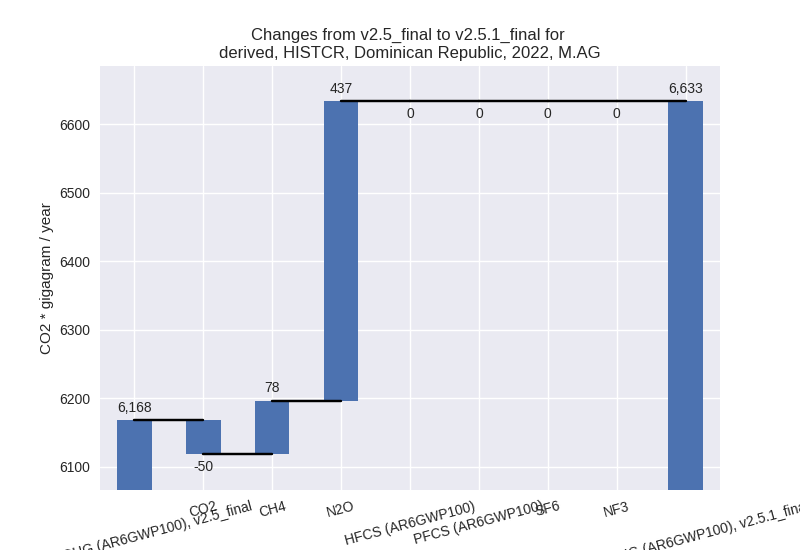 Changes from v2.5_final to v2.5.1_final for
derived, HISTCR, Dominican Republic, 2022, M.AG
437
6,633
0 0 0 0
6600
6500
6400
6300
6200
6100
CO2 * gigagram / year
78
6,168
-50
(AR6GWP100), v2.5_final
CO2
CH4
N2O
HFCS (AR6GWP100)
PFCS (AR6GWP100)
SF6
NF3
(AR6GWP100), v2.5.1_final